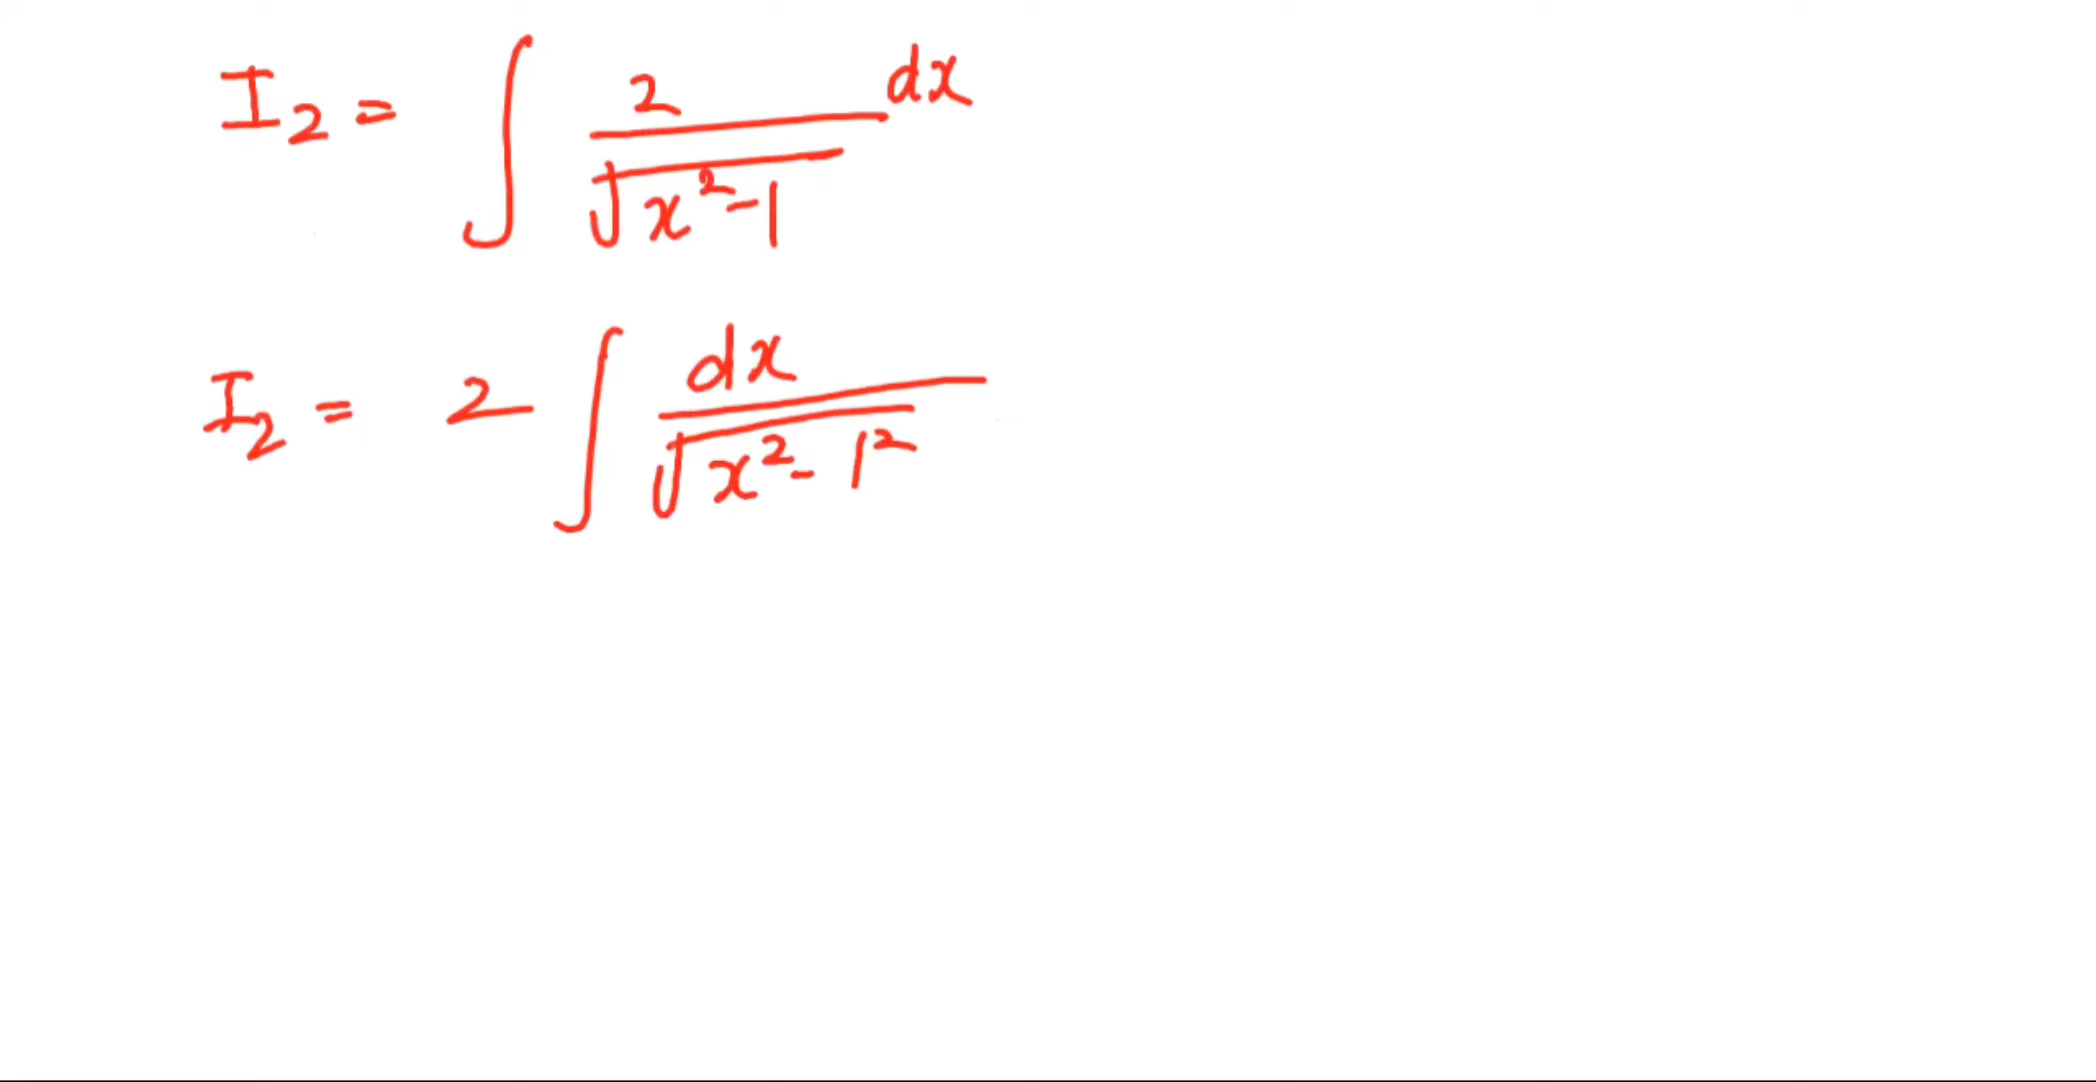 I₂ = ∫ 2/√(x²-1) dx
I₂ = 2 ∫ dx/√(x²-1²)